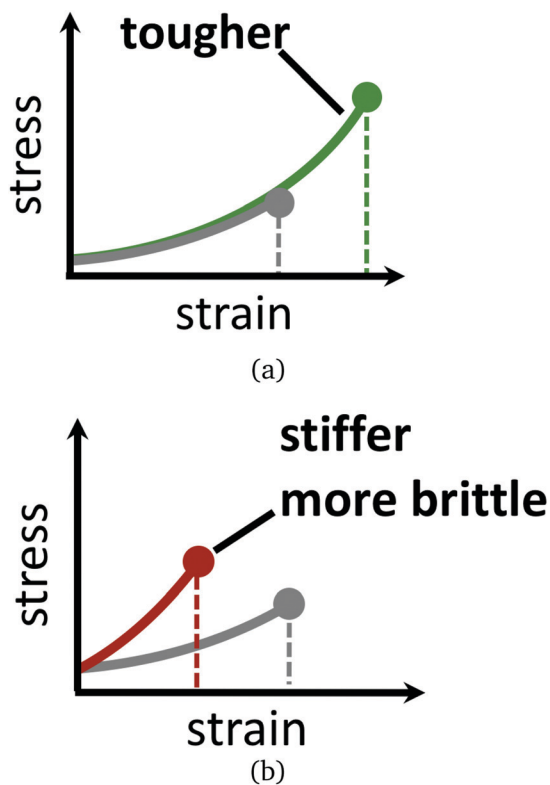 tougher
stress
strain
(a)
stiffer
more brittle
stress
strain
(b)